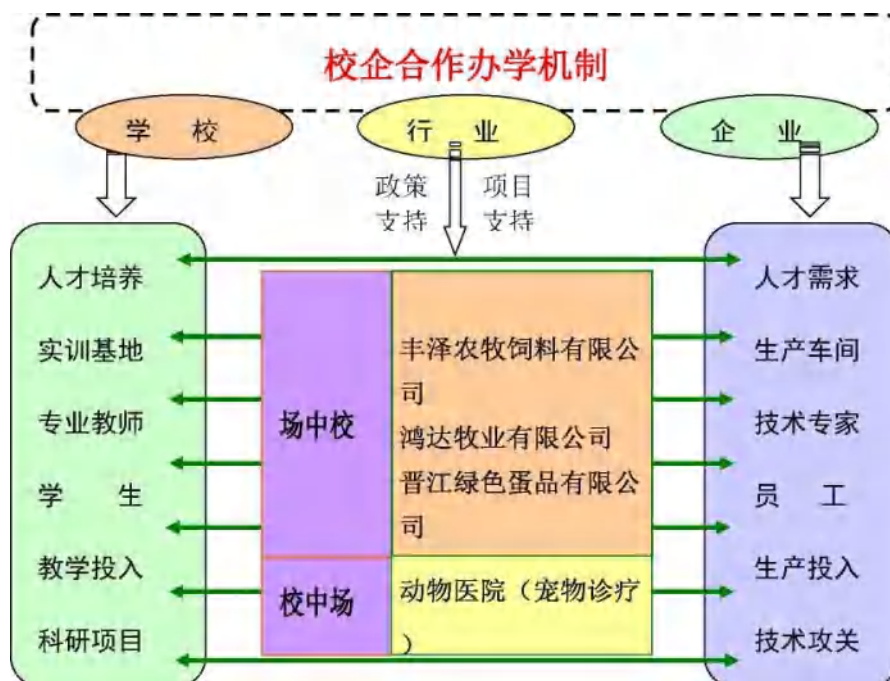 校企合作办学机制
学 校
行 业
企 业
政策 项目
支持 支持
人才培养
实训基地
专业教师
学 生
教学投入
科研项目
场中校
校中场
丰泽农牧饲料有限公
司
鸿达牧业有限公司
晋江绿色蛋品有限公
司
动物医院（宠物诊疗
）
人才需求
生产车间
技术专家
员 工
生产投入
技术攻关